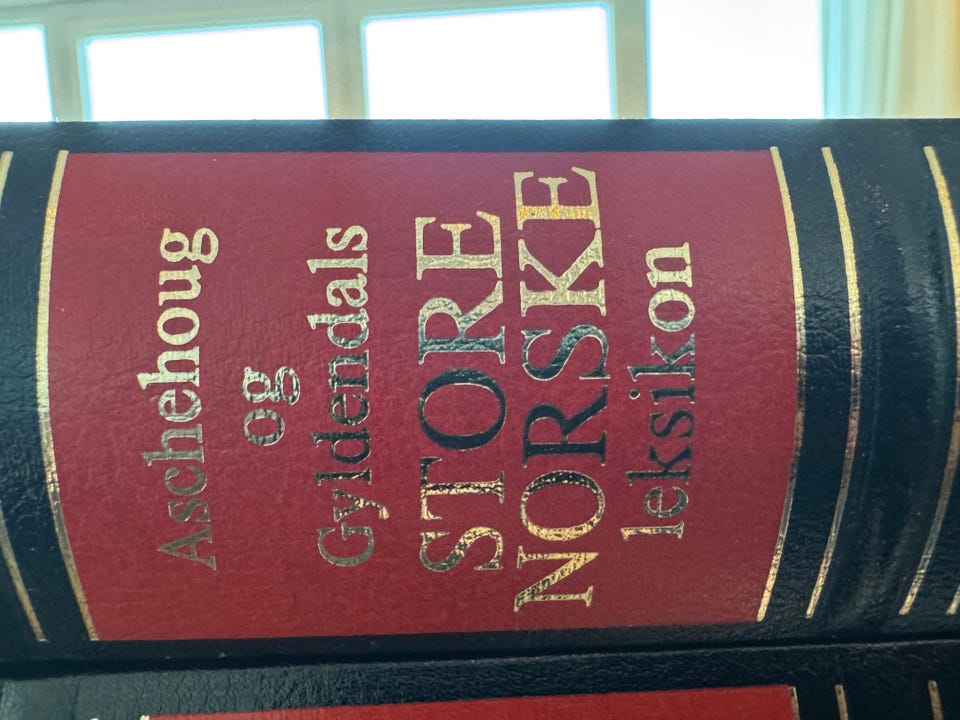 Aschehoug
og
Gyldendals
STORE
NORSKE
leksikon